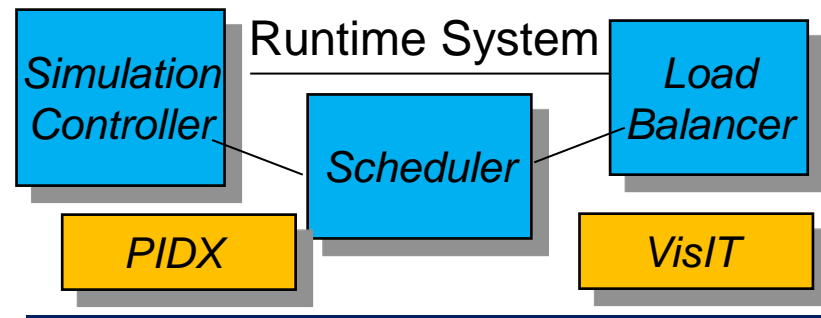 Runtime System
Simulation
Controller
Load
Balancer
Scheduler
PIDX
VisIT